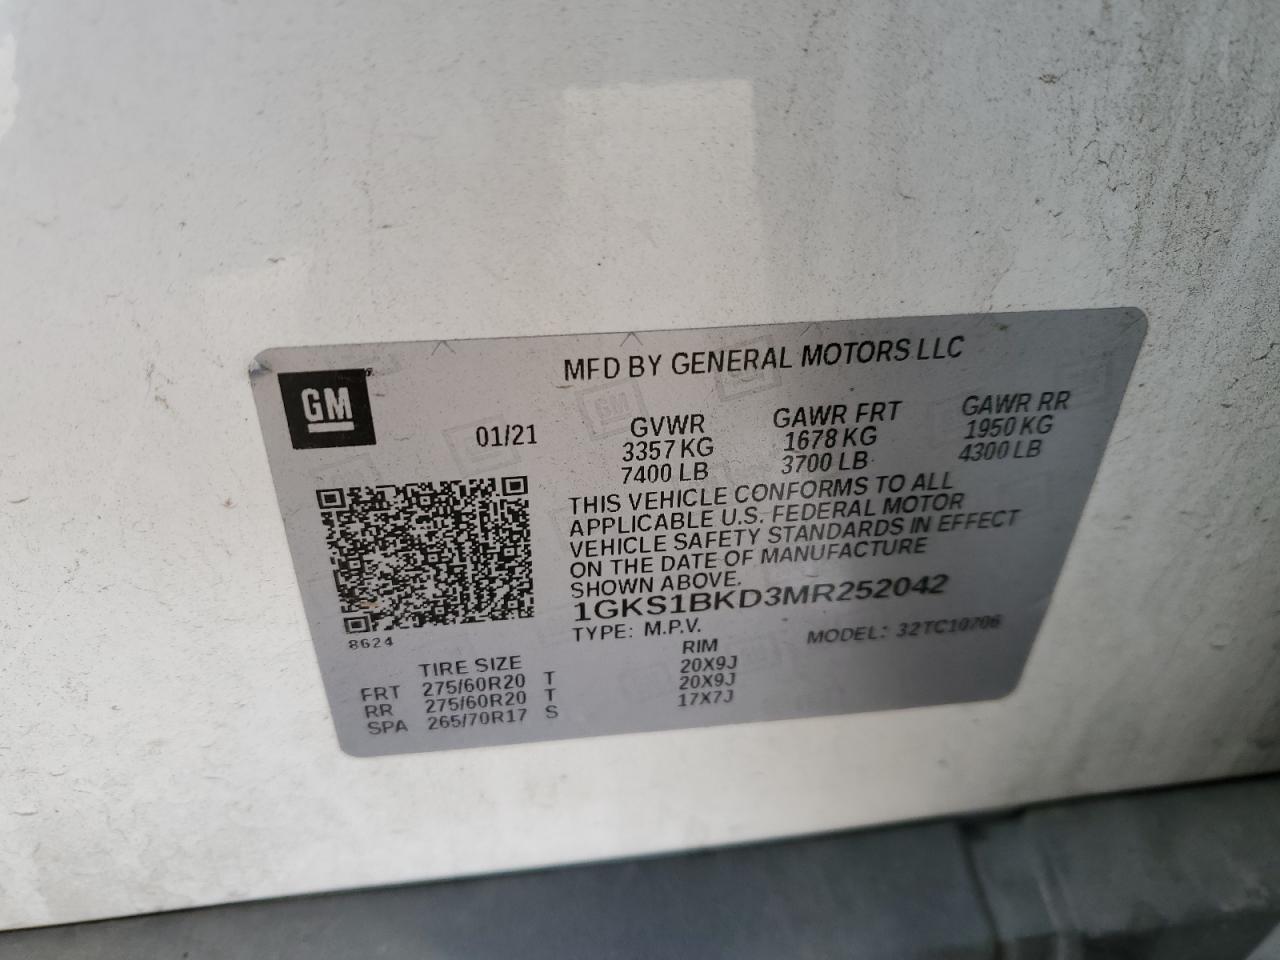 MFD BY GENERAL MOTORS LLC
GM
01/21
GVWR GAWR FRT GAWR RR
3357 KG 1678 KG 1950 KG
7400 LB 3700 LB 4300 LB
THIS VEHICLE CONFORMS TO ALL
APPLICABLE U.S. FEDERAL MOTOR
VEHICLE SAFETY STANDARDS IN EFFECT
ON THE DATE OF MANUFACTURE
SHOWN ABOVE.
1GKS1BKD3MR252042
TYPE: M.P.V. MODEL: 32TC10706
8624
TIRE SIZE RIM
FRT 275/60R20 T 20X9J
RR 275/60R20 T 20X9J
SPA 265/70R17 S 17X7J